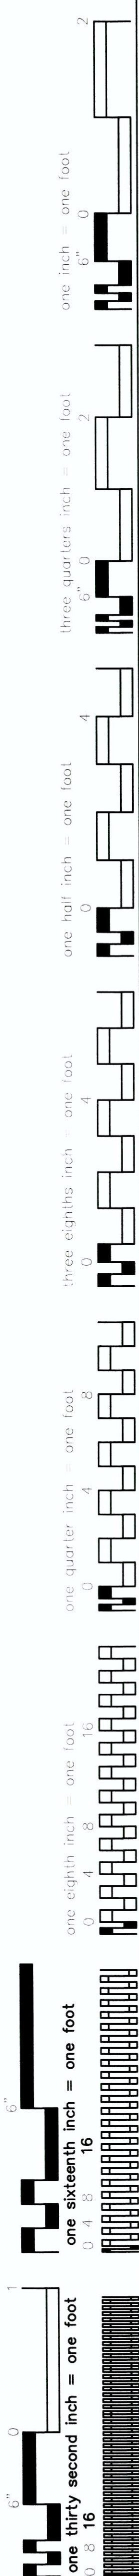 6" 0 1
6"
one thirty second inch = one foot
0 8 16
one sixteenth inch = one foot
0 4 8 16
one eighth inch = one foot
0 4 8 16
one quarter inch = one foot
0 4 8
three eighths inch = one foot
0 4
one half inch = one foot
0 4
three quarters inch = one foot
6" 0 2
one inch = one foot
6" 0 2